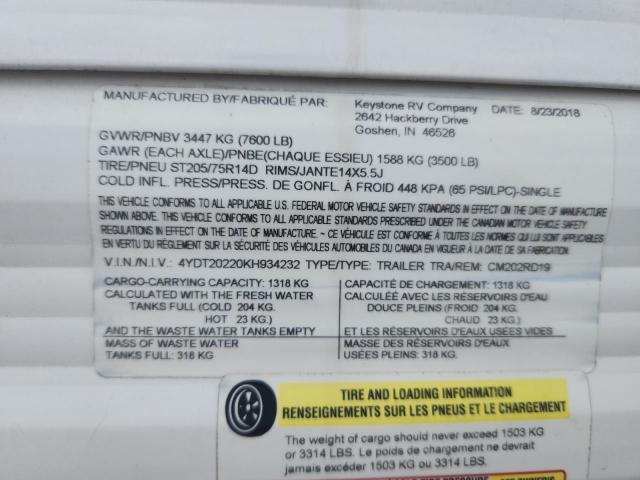 MANUFACTURED BY/FABRIQUÉ PAR: Keystone RV Company DATE: 8/23/2018
2642 Hackberry Drive
Goshen, IN 46526
GVWR/PNBV 3447 KG (7600 LB)
GAWR (EACH AXLE)/PNBE(CHAQUE ESSIEU) 1588 KG (3500 LB)
TIRE/PNEU ST205/75R14D RIMS/JANTE14X5.5J
COLD INFL. PRESS/PRESS. DE GONFL. À FROID 448 KPA (65 PSI/LPC)-SINGLE
THIS VEHICLE CONFORMS TO ALL APPLICABLE U.S. FEDERAL MOTOR VEHICLE SAFETY STANDARDS IN EFFECT ON THE DATE OF MANUFACTURE
SHOWN ABOVE. THIS VEHICLE CONFORMS TO ALL APPLICABLE STANDARDS PRESCRIBED UNDER THE CANADIAN MOTOR VEHICLE SAFETY
REGULATIONS IN EFFECT ON THE DATE OF MANUFACTURE. / CE VÉHICULE EST CONFORME À TOUTES LES NORMES QUI LUI SONT APPLICABLES
EN VERTU DU RÈGLEMENT SUR LA SÉCURITÉ DES VÉHICULES AUTOMOBILES DU CANADA EN VIGUEUR À LA DATE DE SA FABRICATION
V.I.N./N.I.V.: 4YDT20220KH934232 TYPE/TYPE: TRAILER TRA/REM: CM202RD19
CARGO-CARRYING CAPACITY: 1318 KG
CALCULATED WITH THE FRESH WATER
TANKS FULL (COLD 204 KG.
HOT 23 KG.)
AND THE WASTE WATER TANKS EMPTY
MASS OF WASTE WATER
TANKS FULL: 318 KG
CAPACITÉ DE CHARGEMENT: 1318 KG
CALCULÉE AVEC LES RÉSERVOIRS D'EAU
DOUCE PLEINS (FROID 204 KG.
CHAUD 23 KG.)
ET LES RÉSERVOIRS D'EAUX USÉES VIDES
MASSE DES RÉSERVOIRS D'EAUX
USÉES PLEINS: 318 KG.
TIRE AND LOADING INFORMATION
RENSEIGNEMENTS SUR LES PNEUS ET LE CHARGEMENT
The weight of cargo should never exceed 1503 KG
or 3314 LBS. Le poids de chargement ne devrait
jamais excéder 1503 KG ou 3314 LBS.